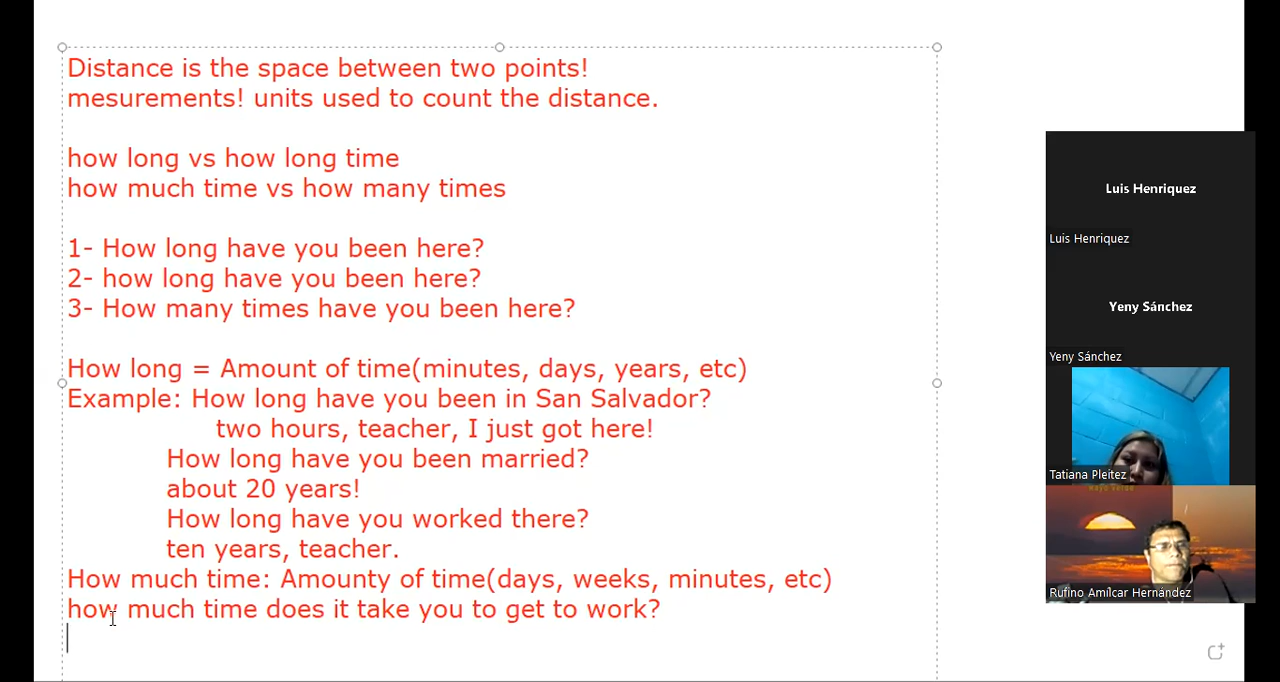 Distance is the space between two points!
mesurements! units used to count the distance.
how long vs how long time
how much time vs how many times
1- How long have you been here?
2- how long have you been here?
3- How many times have you been here?
How long = Amount of time(minutes, days, years, etc)
Example: How long have you been in San Salvador?
two hours, teacher, I just got here!
How long have you been married?
about 20 years!
How long have you worked there?
ten years, teacher.
How much time: Amounty of time(days, weeks, minutes, etc)
how much time does it take you to get to work?
Luis Henriquez
Luis Henriquez
Yeny Sánchez
Yeny Sánchez
Tatiana Pleitez
Rufino Amílcar Hernández